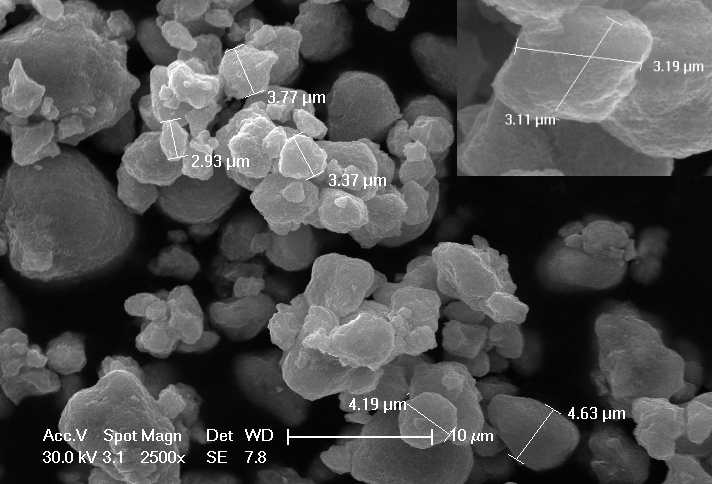 3.19 µm
3.11 µm
3.77 µm
2.93 µm
3.37 µm
4.19 µm
4.63 µm
10 µm
Acc.V Spot Magn Det WD
30.0 kV 3.1 2500x SE 7.8